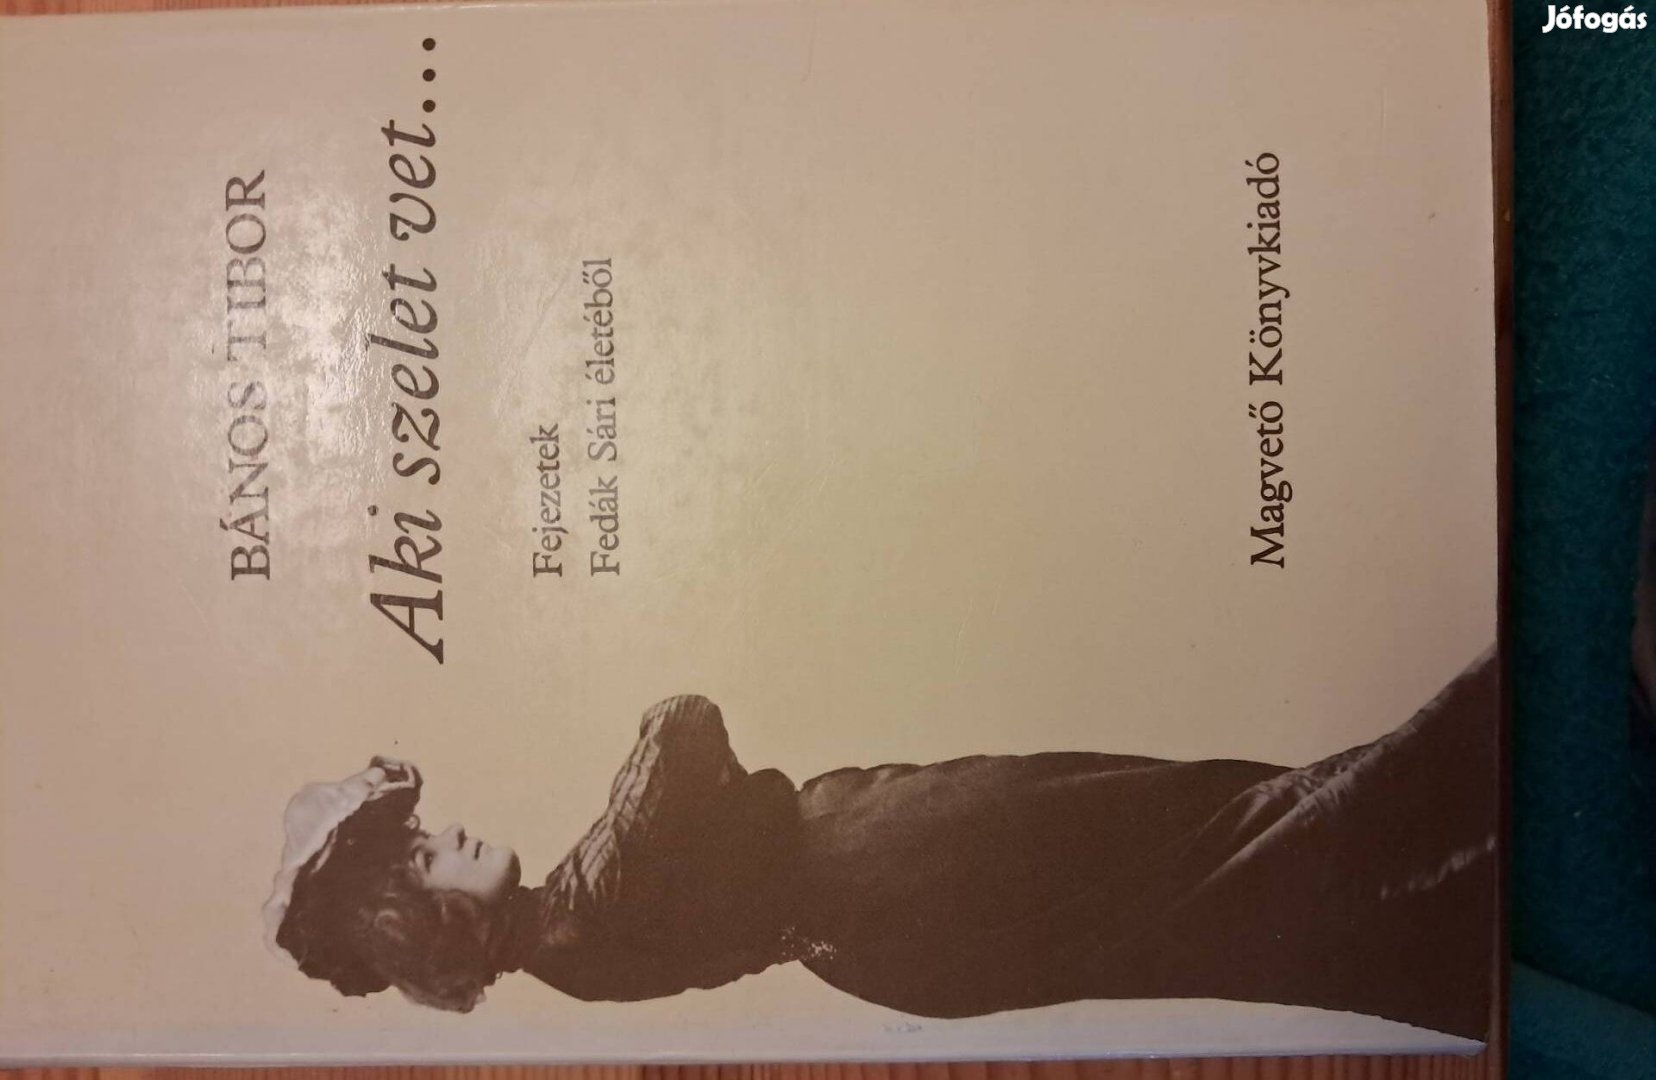 BÁNOS TIBOR
Aki szelet vet...
Fejezetek
Fedák Sári életéből
Magvető Könyvkiadó
Jófogás